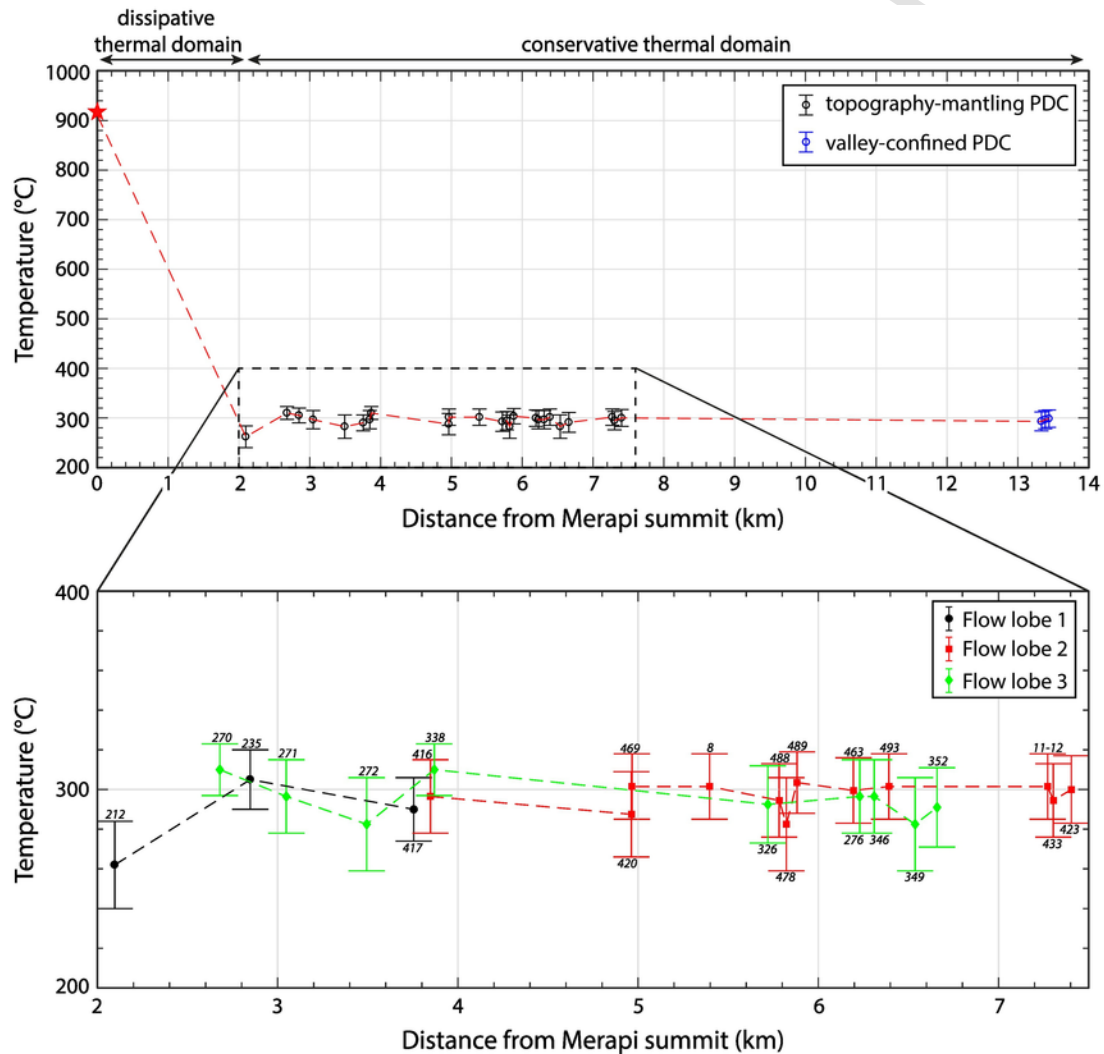 dissipative
thermal domain
conservative thermal domain
1000
900
800
700
600
500
400
300
200
Temperature (°C)
topography-mantling PDC
valley-confined PDC
0 1 2 3 4 5 6 7 8 9 10 11 12 13 14
Distance from Merapi summit (km)
400
300
200
Temperature (°C)
Flow lobe 1
Flow lobe 2
Flow lobe 3
212
270
235
271
272
416
338
417
469
420
8
326
488
489
478
463
493
276
346
349
352
11-12
433
423
2 3 4 5 6 7
Distance from Merapi summit (km)